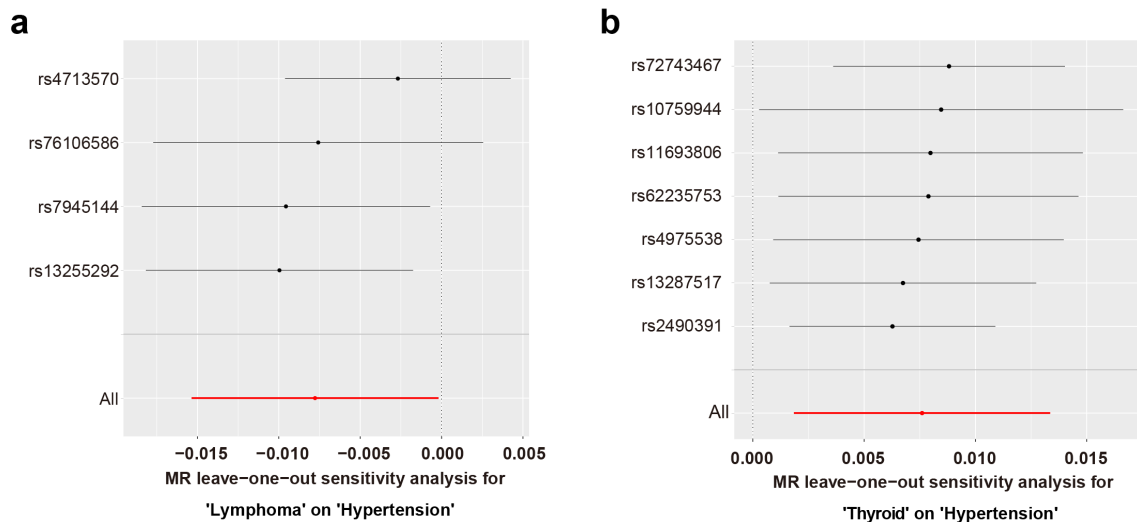 a
rs4713570
rs76106586
rs7945144
rs13255292
All
−0.015 −0.010 −0.005 0.000 0.005
MR leave−one−out sensitivity analysis for
'Lymphoma' on 'Hypertension'
b
rs72743467
rs10759944
rs11693806
rs62235753
rs4975538
rs13287517
rs2490391
All
0.000 0.005 0.010 0.015
MR leave−one−out sensitivity analysis for
'Thyroid' on 'Hypertension'